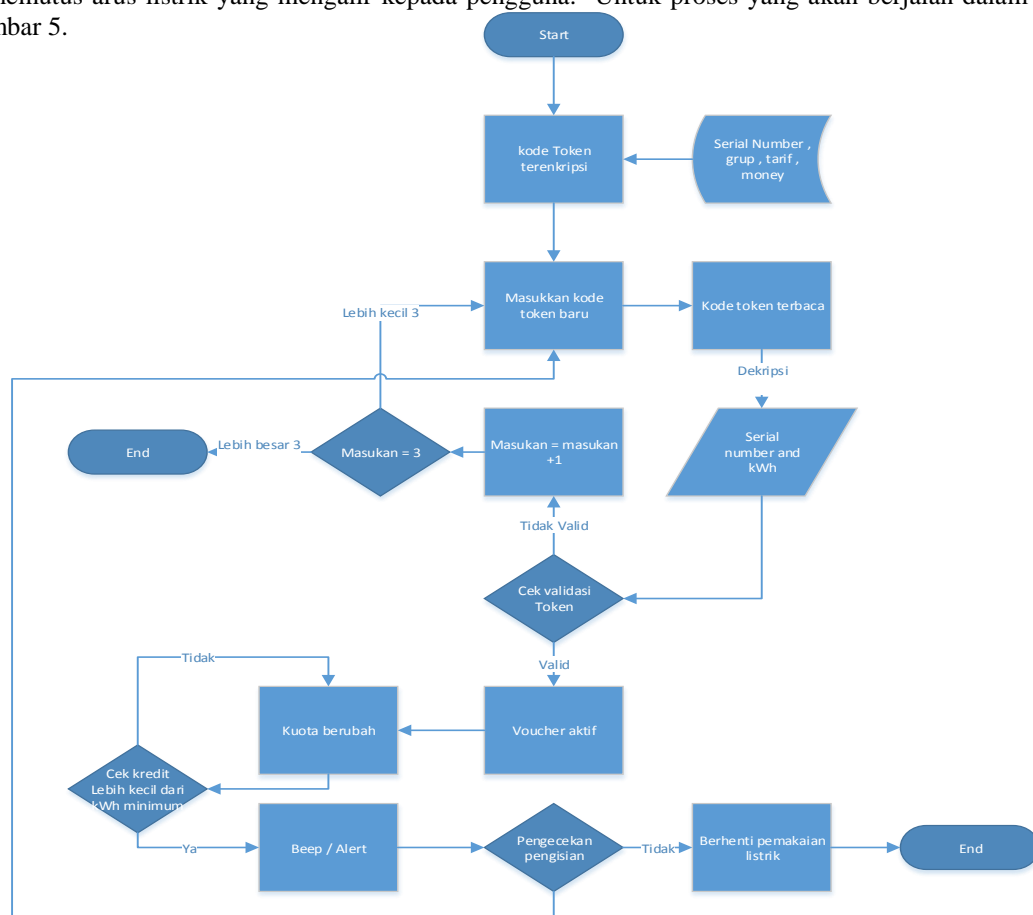 mematus arus listrik yang mengalir kepada pengguna. Untuk proses yang akan berjalan dalam
nbar 5.
Start
kode Token
terenkripsi
Serial Number ,
grup , tarif ,
money
Masukkan kode
token baru
Kode token terbaca
Lebih kecil 3
Dekripsi
End
Lebih besar 3
Masukan = 3
Masukan = masukan
+1
Serial
number and
kWh
Tidak Valid
Cek validasi
Token
Valid
Tidak
Kuota berubah
Voucher aktif
Cek kredit
Lebih kecil dari
kWh minimum
Ya
Beep / Alert
Pengecekan
pengisian
Tidak
Berhenti pemakaian
listrik
End